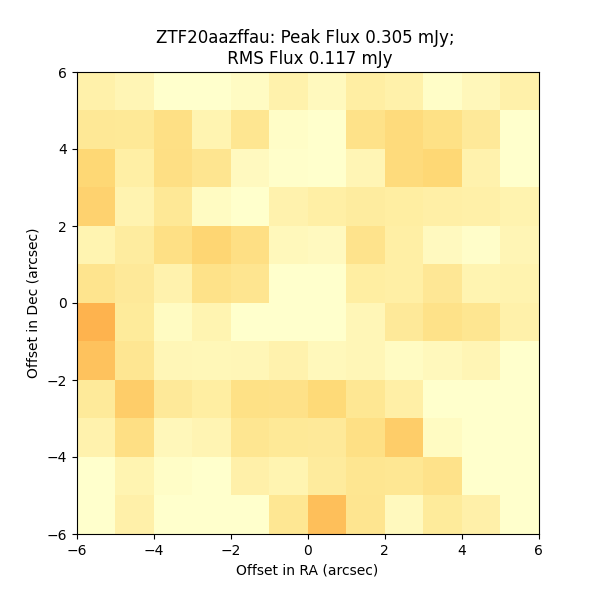 ZTF20aazffau: Peak Flux 0.305 mJy;
RMS Flux 0.117 mJy
6
4
2
0
−2
−4
−6
Offset in Dec (arcsec)
−6 −4 −2 0 2 4 6
Offset in RA (arcsec)